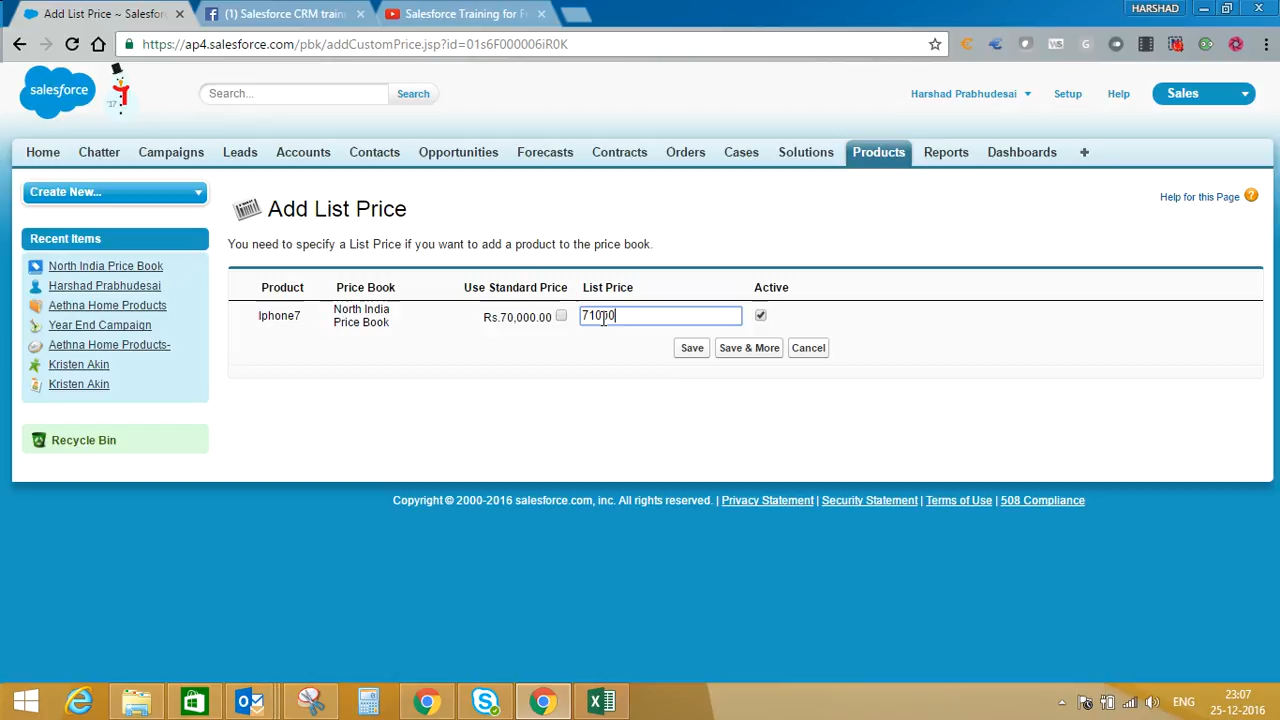 Add List Price ~ Salesfor
(1) Salesforce CRM train
Salesforce Training for F
HARSHAD
https://ap4.salesforce.com/pbk/addCustomPrice.jsp?id=01s6F000006iR0K
salesforce
'17
Search...
Search
Harshad Prabhudesai
Setup
Help
Sales
Home
Chatter
Campaigns
Leads
Accounts
Contacts
Opportunities
Forecasts
Contracts
Orders
Cases
Solutions
Products
Reports
Dashboards
+
Create New...
Recent Items
North India Price Book
Harshad Prabhudesai
Aethna Home Products
Year End Campaign
Aethna Home Products-
Kristen Akin
Kristen Akin
Recycle Bin
Add List Price
Help for this Page
You need to specify a List Price if you want to add a product to the price book.
Product
Price Book
Use Standard Price
List Price
Active
Iphone7
North India
Price Book
Rs.70,000.00
Save
Save & More
Cancel
Copyright © 2000-2016 salesforce.com, inc. All rights reserved. | Privacy Statement | Security Statement | Terms of Use | 508 Compliance
ENG
23:07
25-12-2016